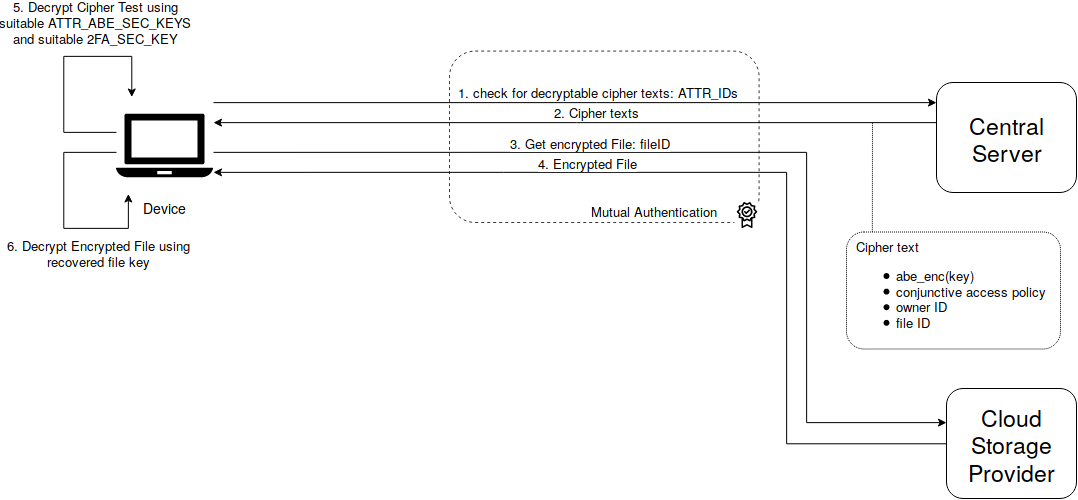 5. Decrypt Cipher Test using
suitable ATTR_ABE_SEC_KEYS
and suitable 2FA_SEC_KEY
1. check for decryptable cipher texts: ATTR_IDs
2. Cipher texts
3. Get encrypted File: fileID
4. Encrypted File
Central
Server
Device
Mutual Authentication
6. Decrypt Encrypted File using
recovered file key
Cipher text
• abe_enc(key)
• conjunctive access policy
• owner ID
• file ID
Cloud
Storage
Provider